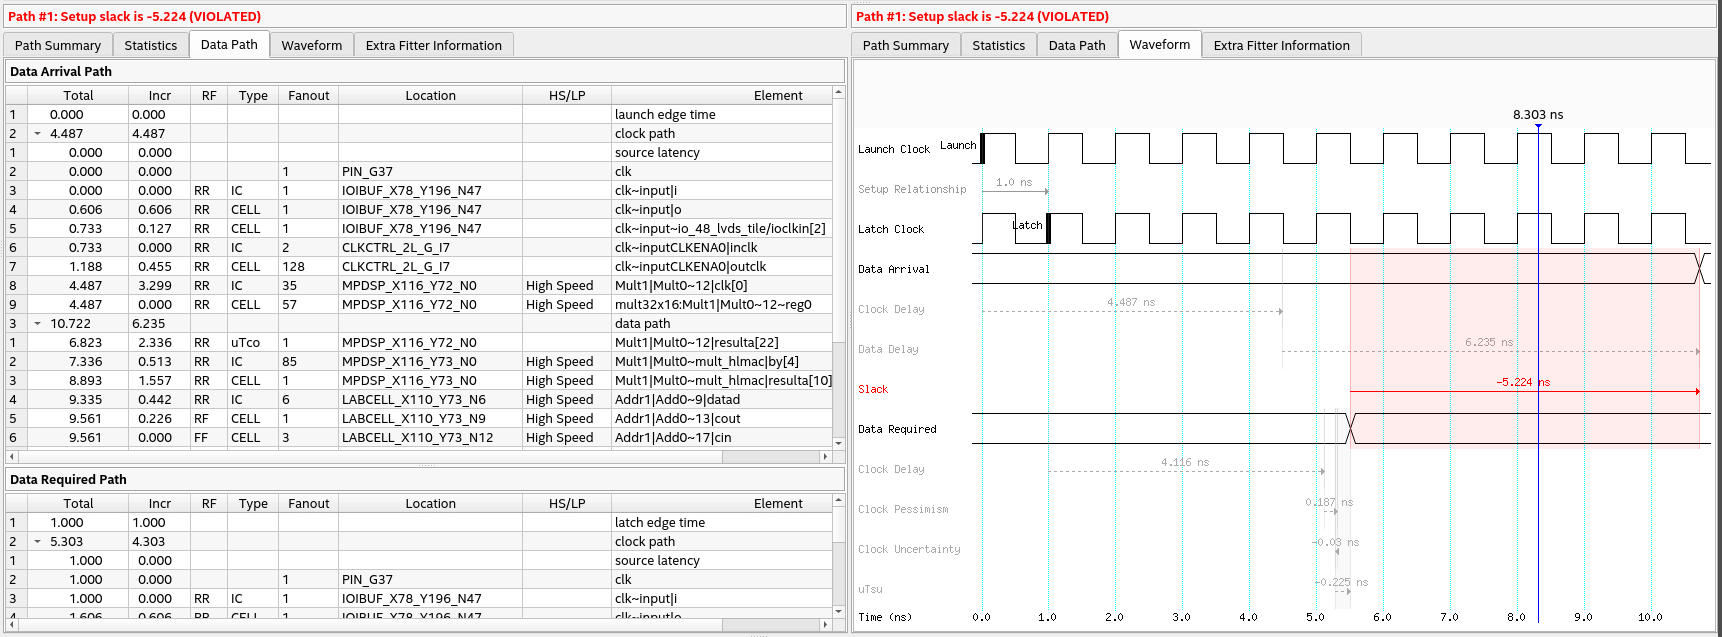 Path #1: Setup slack is -5.224 (VIOLATED)
Path Summary Statistics Data Path Waveform Extra Fitter Information
Data Arrival Path
Total Incr RF Type Fanout Location HS/LP Element
1 0.000 0.000 launch edge time
2 4.487 4.487 clock path
1 0.000 0.000 source latency
2 0.000 0.000 1 PIN_G37 clk
3 0.000 0.000 RR IC 1 IOIBUF_X78_Y196_N47 clk~input|i
4 0.606 0.606 RR CELL 1 IOIBUF_X78_Y196_N47 clk~input|o
5 0.733 0.127 RR CELL 1 IOIBUF_X78_Y196_N47 clk~input~io_48_lvds_tile/ioclkin[2]
6 0.733 0.000 RR IC 2 CLKCTRL_2L_G_I7 clk~inputCLKENA0|inclk
7 1.188 0.455 RR CELL 128 CLKCTRL_2L_G_I7 clk~inputCLKENA0|outclk
8 4.487 3.299 RR IC 35 MPDSP_X116_Y72_N0 High Speed Mult1|Mult0~12|clk[0]
9 4.487 0.000 RR CELL 57 MPDSP_X116_Y72_N0 High Speed mult32x16:Mult1|Mult0~12~reg0
3 10.722 6.235 data path
1 6.823 2.336 RR uTco 1 MPDSP_X116_Y72_N0 Mult1|Mult0~12|resulta[22]
2 7.336 0.513 RR IC 85 MPDSP_X116_Y73_N0 High Speed Mult1|Mult0~mult_hlmac|by[4]
3 8.893 1.557 RR CELL 1 MPDSP_X116_Y73_N0 High Speed Mult1|Mult0~mult_hlmac|resulta[10]
4 9.335 0.442 RR IC 6 LABCELL_X110_Y73_N6 High Speed Addr1|Add0~9|datad
5 9.561 0.226 RF CELL 1 LABCELL_X110_Y73_N9 High Speed Addr1|Add0~13|cout
6 9.561 0.000 FF CELL 3 LABCELL_X110_Y73_N12 High Speed Addr1|Add0~17|cin
Data Required Path
Total Incr RF Type Fanout Location HS/LP Element
1 1.000 1.000 latch edge time
2 5.303 4.303 clock path
1 1.000 0.000 source latency
2 1.000 0.000 1 PIN_G37 clk
3 1.000 0.000 RR IC 1 IOIBUF_X78_Y196_N47 clk~input|i
4 1.606 0.606 RR CELL 1 IOIBUF_X78_Y196_N47 clk~input|o
Path #1: Setup slack is -5.224 (VIOLATED)
Path Summary Statistics Data Path Waveform Extra Fitter Information
8.303 ns
Launch Clock Launch
Setup Relationship 1.0 ns
Latch Clock Latch
Data Arrival
Clock Delay 4.487 ns
Data Delay 6.235 ns
Slack -5.224 ns
Data Required
Clock Delay 4.116 ns
Clock Pessimism 0.187 ns
Clock Uncertainty -0.03 ns
uTsu -0.225 ns
Time (ns) 0.0 1.0 2.0 3.0 4.0 5.0 6.0 7.0 8.0 9.0 10.0